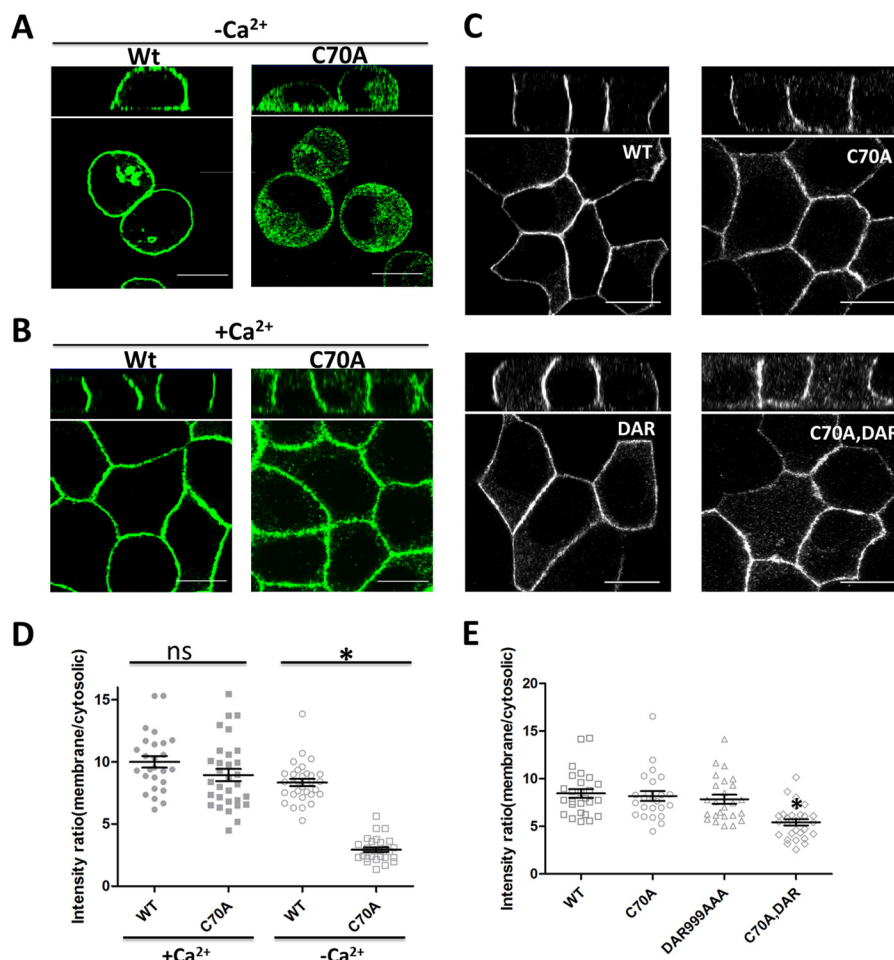 A
-Ca²⁺
Wt
C70A
B
+Ca²⁺
Wt
C70A
C
WT
C70A
DAR
C70A,DAR
D
ns
*
Intensity ratio(membrane/cytosolic)
15
10
5
0
WT
C70A
WT
C70A
+Ca²⁺
-Ca²⁺
E
Intensity ratio(membrane/cytosolic)
20
15
10
5
0
*
WT
C70A
DAR999AAA
C70A,DAR